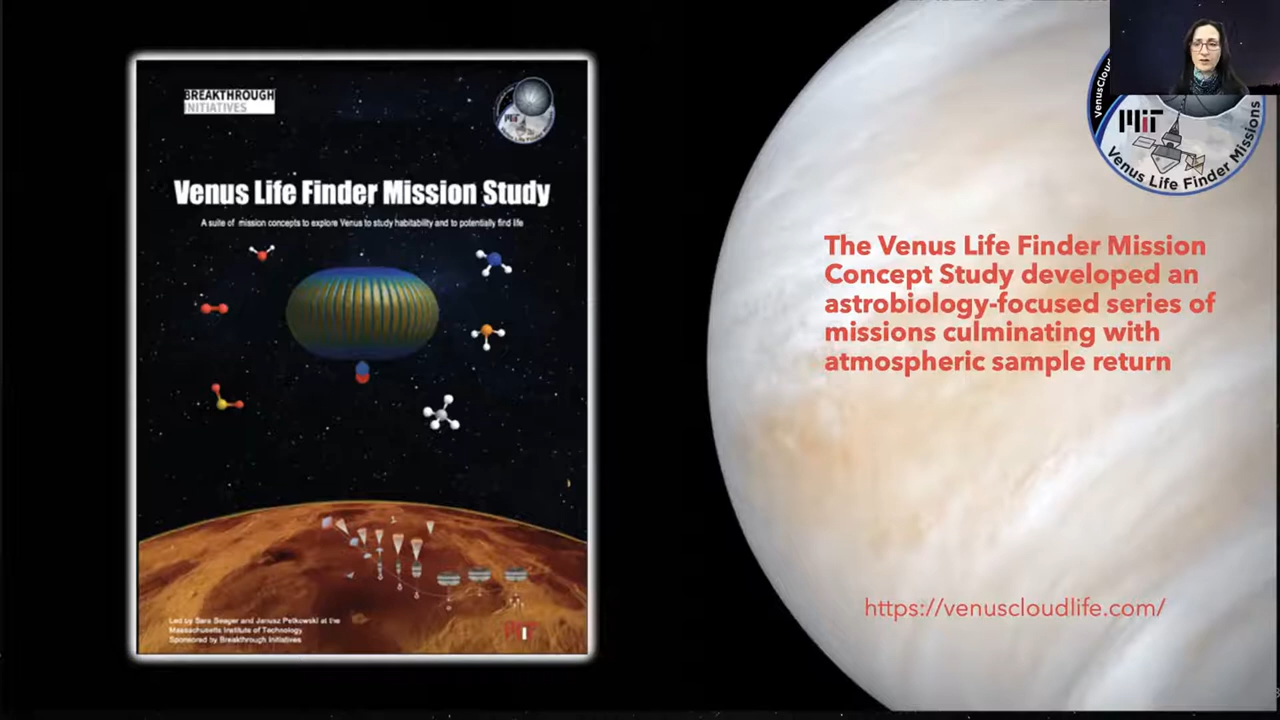 BREAKTHROUGH
INITIATIVES
Venus Life Finder Mission Study
A suite of mission concepts to explore Venus to study habitability and to potentially find life
Led by Sara Seager and Janusz Petkowski at the
Massachusetts Institute of Technology
Sponsored by Breakthrough Initiatives
MIT
VenusCloud
MIT
Venus Life Finder Missions
The Venus Life Finder Mission
Concept Study developed an
astrobiology-focused series of
missions culminating with
atmospheric sample return
https://venuscloudlife.com/